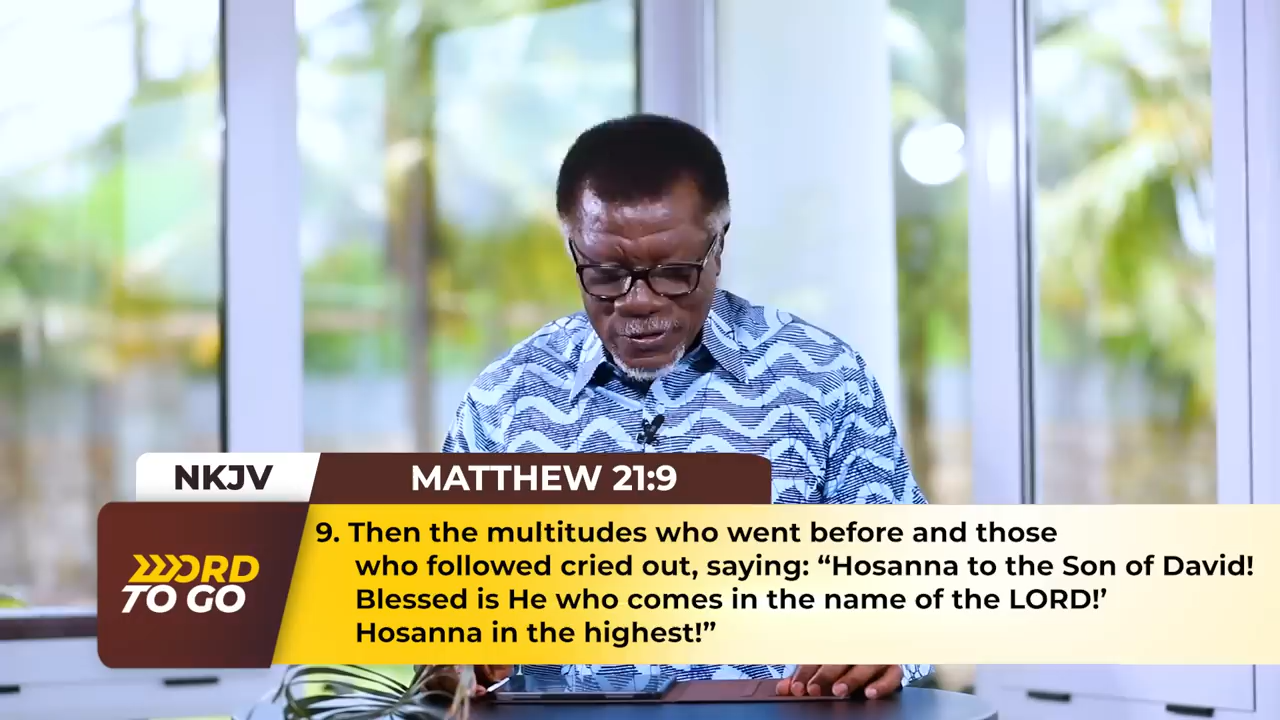 NKJV
MATTHEW 21:9
9. Then the multitudes who went before and those
who followed cried out, saying: “Hosanna to the Son of David!
Blessed is He who comes in the name of the LORD!’
Hosanna in the highest!”
WORD
TO GO